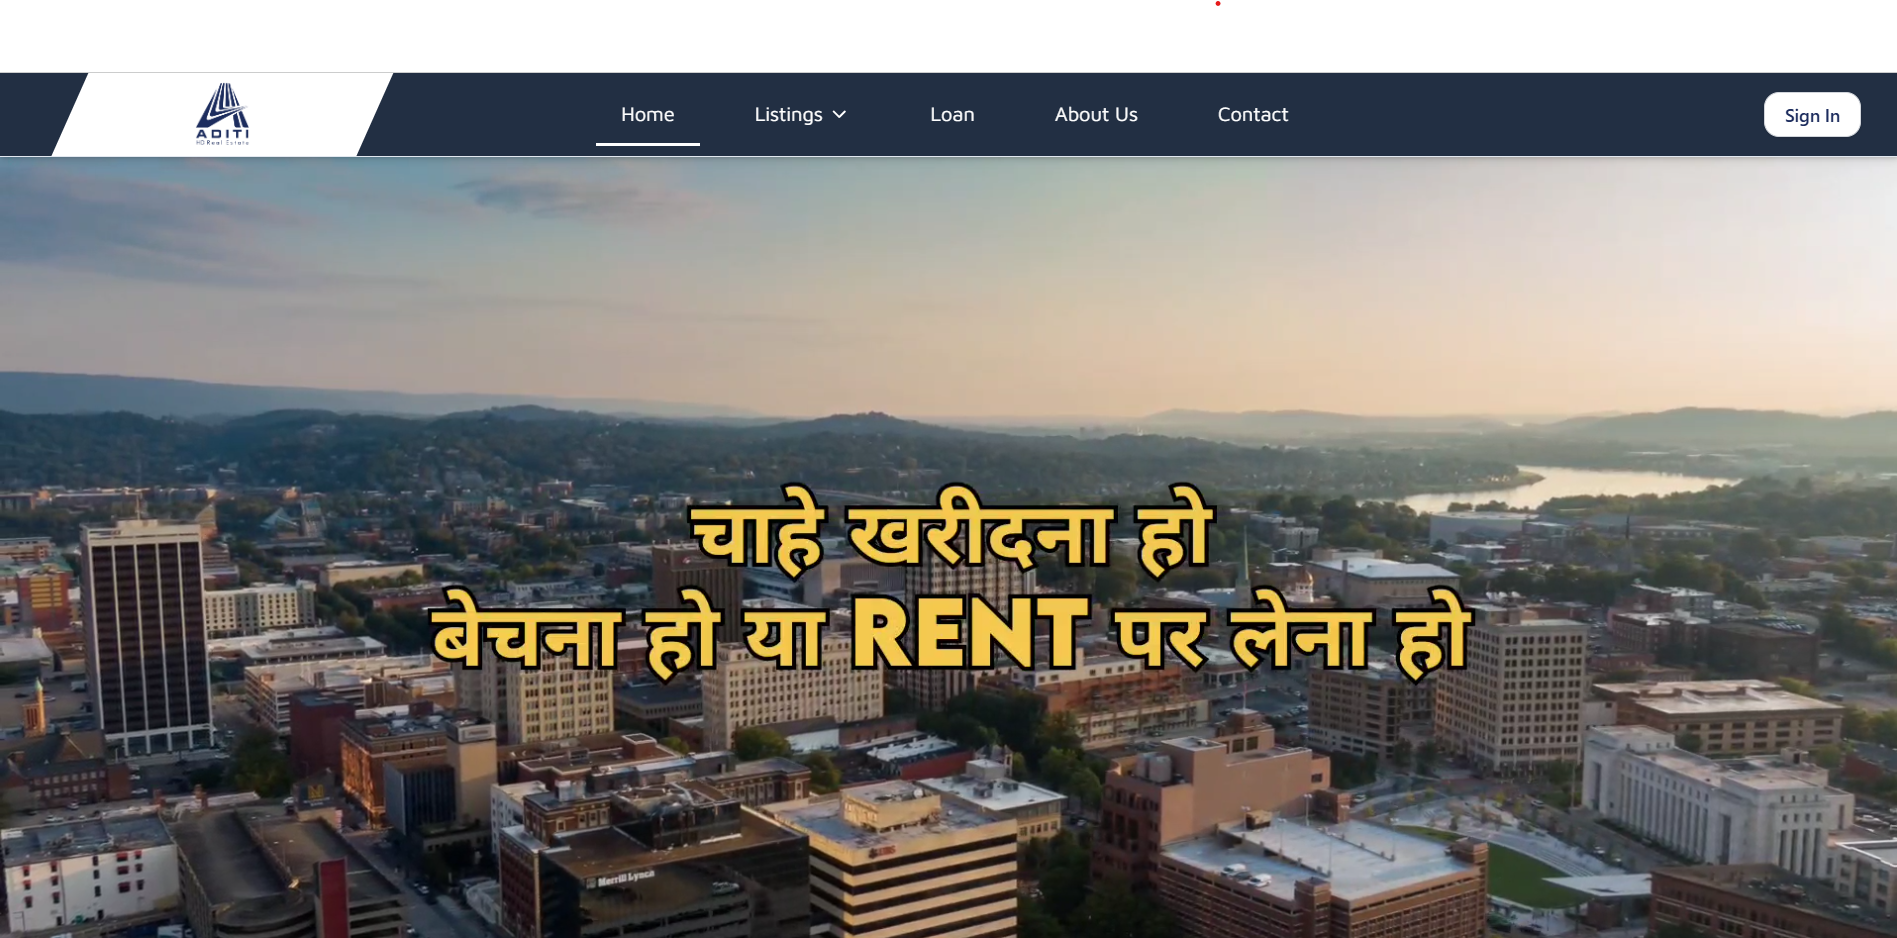 ADITI
HD Real Estate
Home
Listings
Loan
About Us
Contact
Sign In
चाहे खरीदना हो
बेचना हो या RENT पर लेना हो
Merrill Lynch